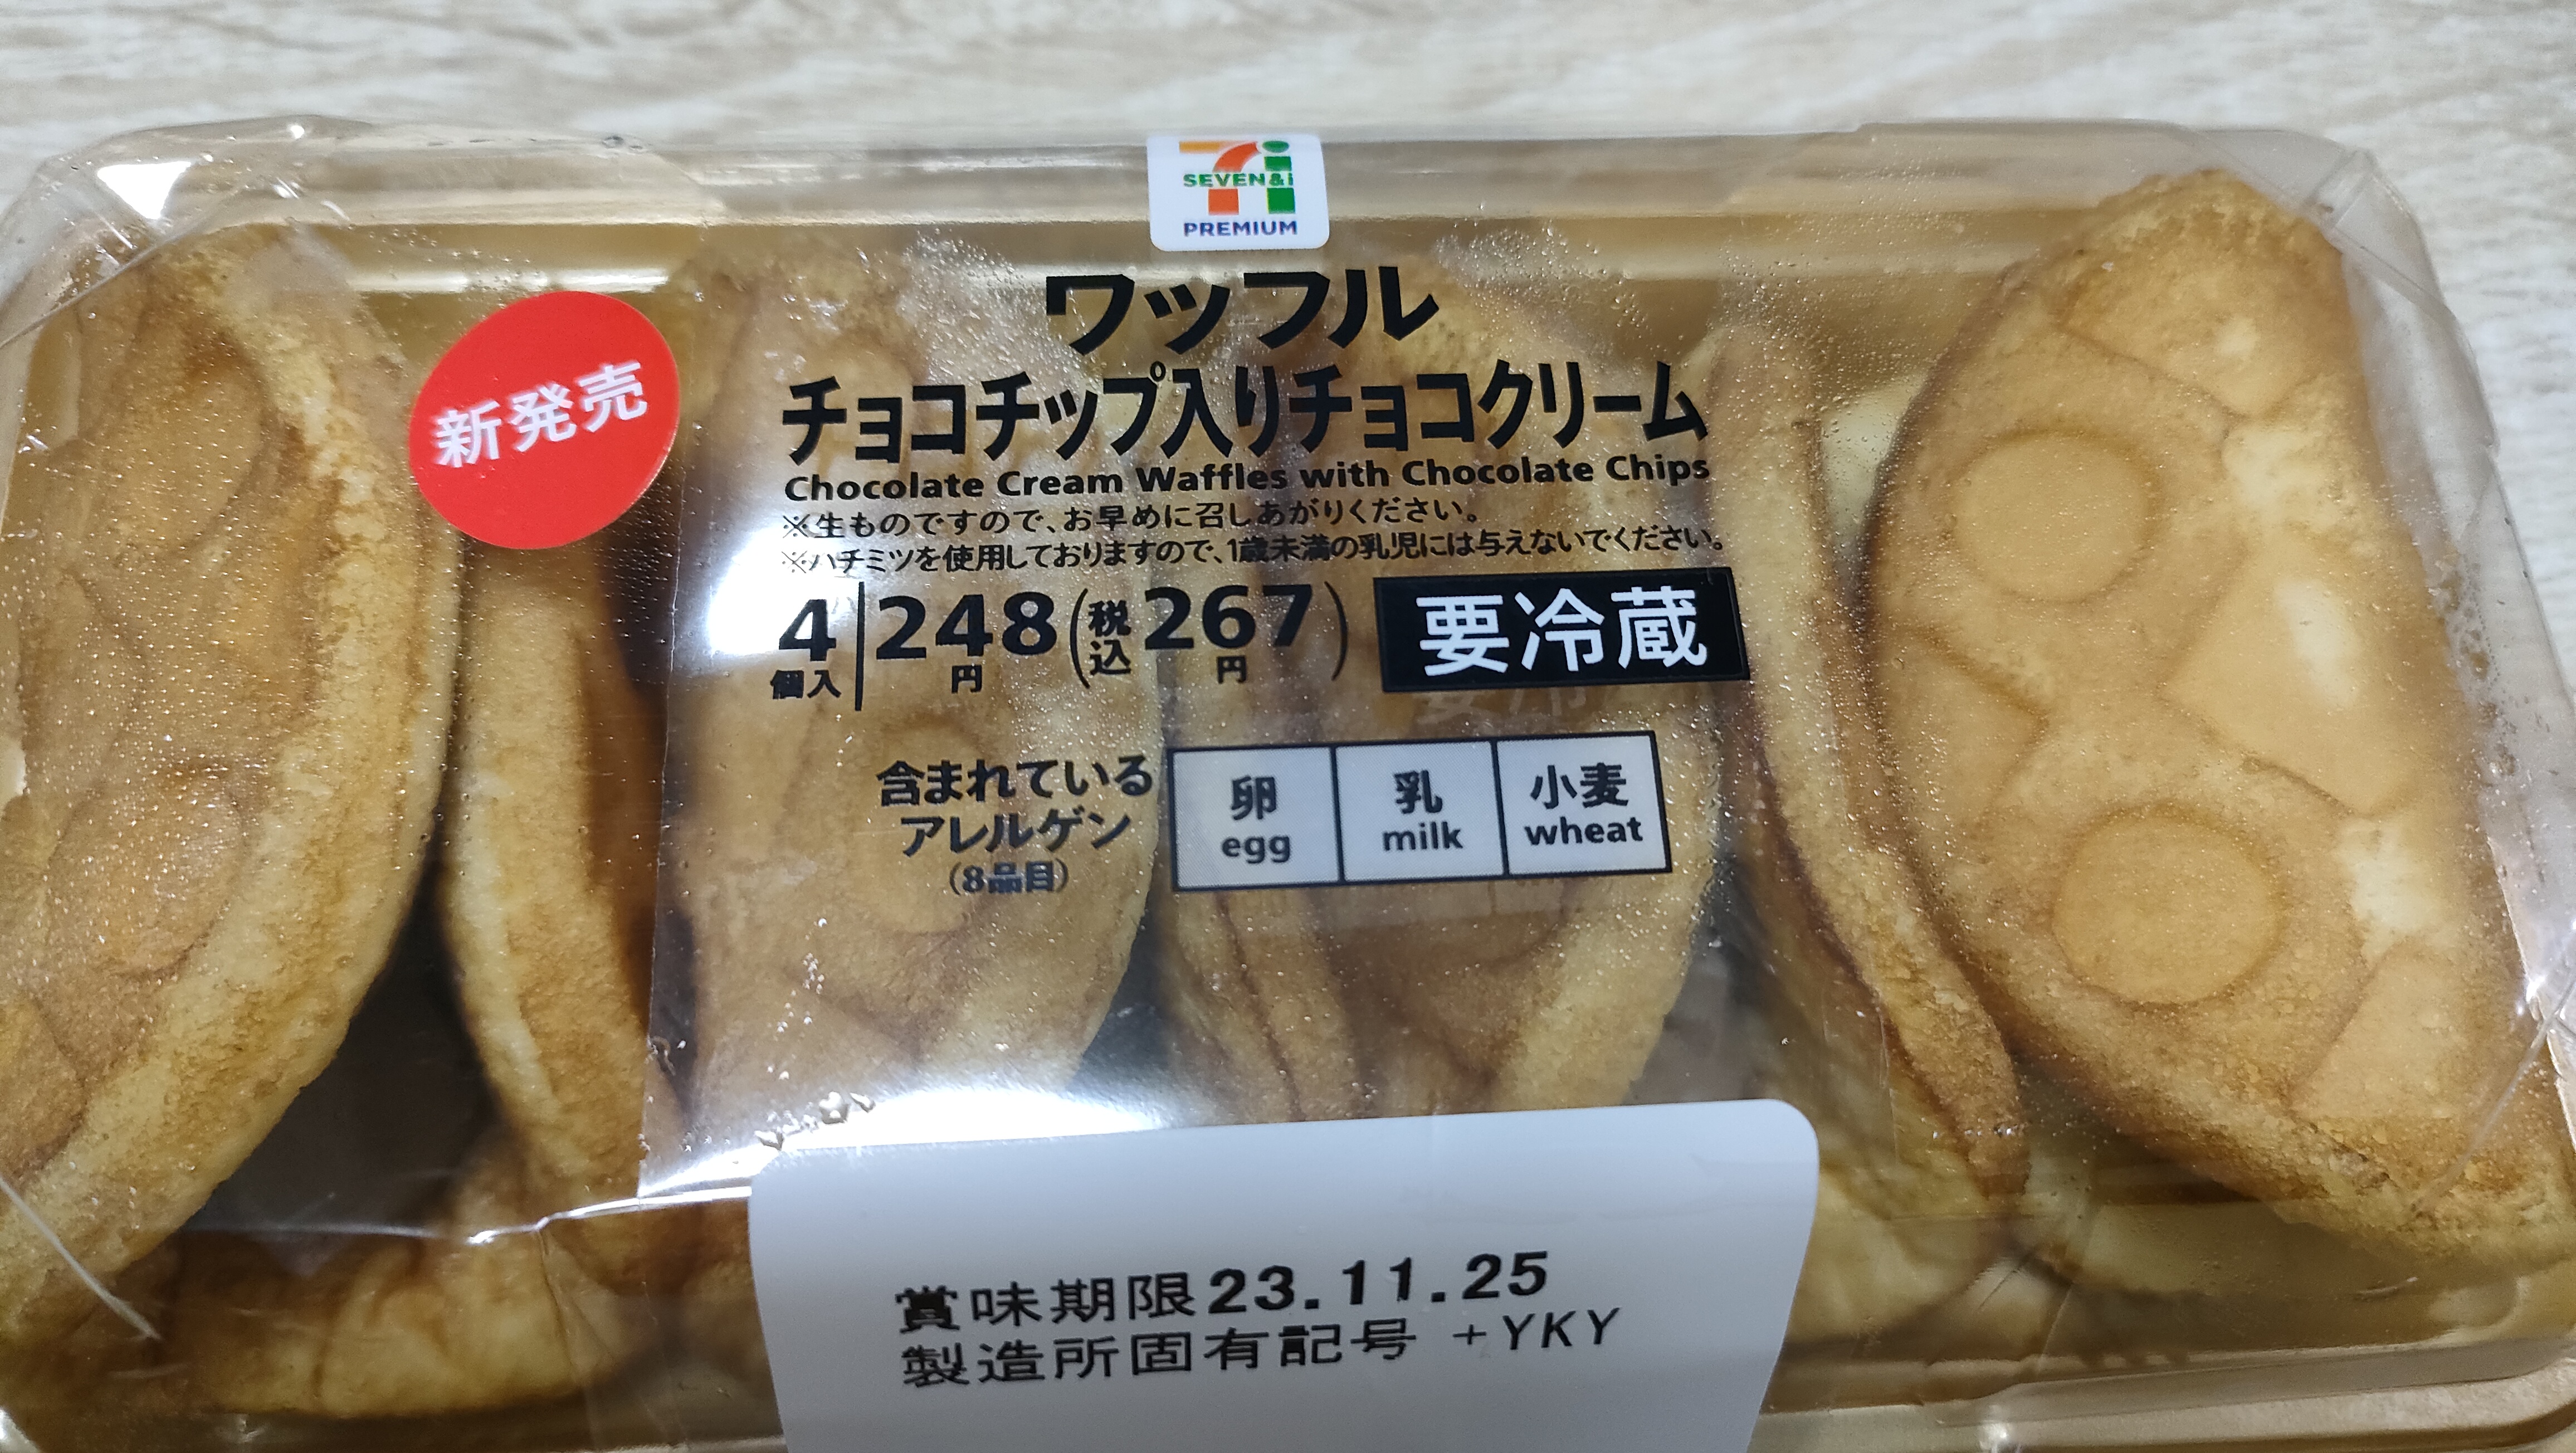 SEVEN&i
PREMIUM
新発売
ワッフル
チョコチップ入りチョコクリーム
Chocolate Cream Waffles with Chocolate Chips
※生ものですので、お早めに召しあがりください。
※ハチミツを使用しておりますので、1歳未満の乳児には与えないでください。
4個入 248円(税込267円) 要冷蔵
含まれているアレルゲン(8品目)
卵 乳 小麦
egg milk wheat
賞味期限23.11.25
製造所固有記号 +YKY